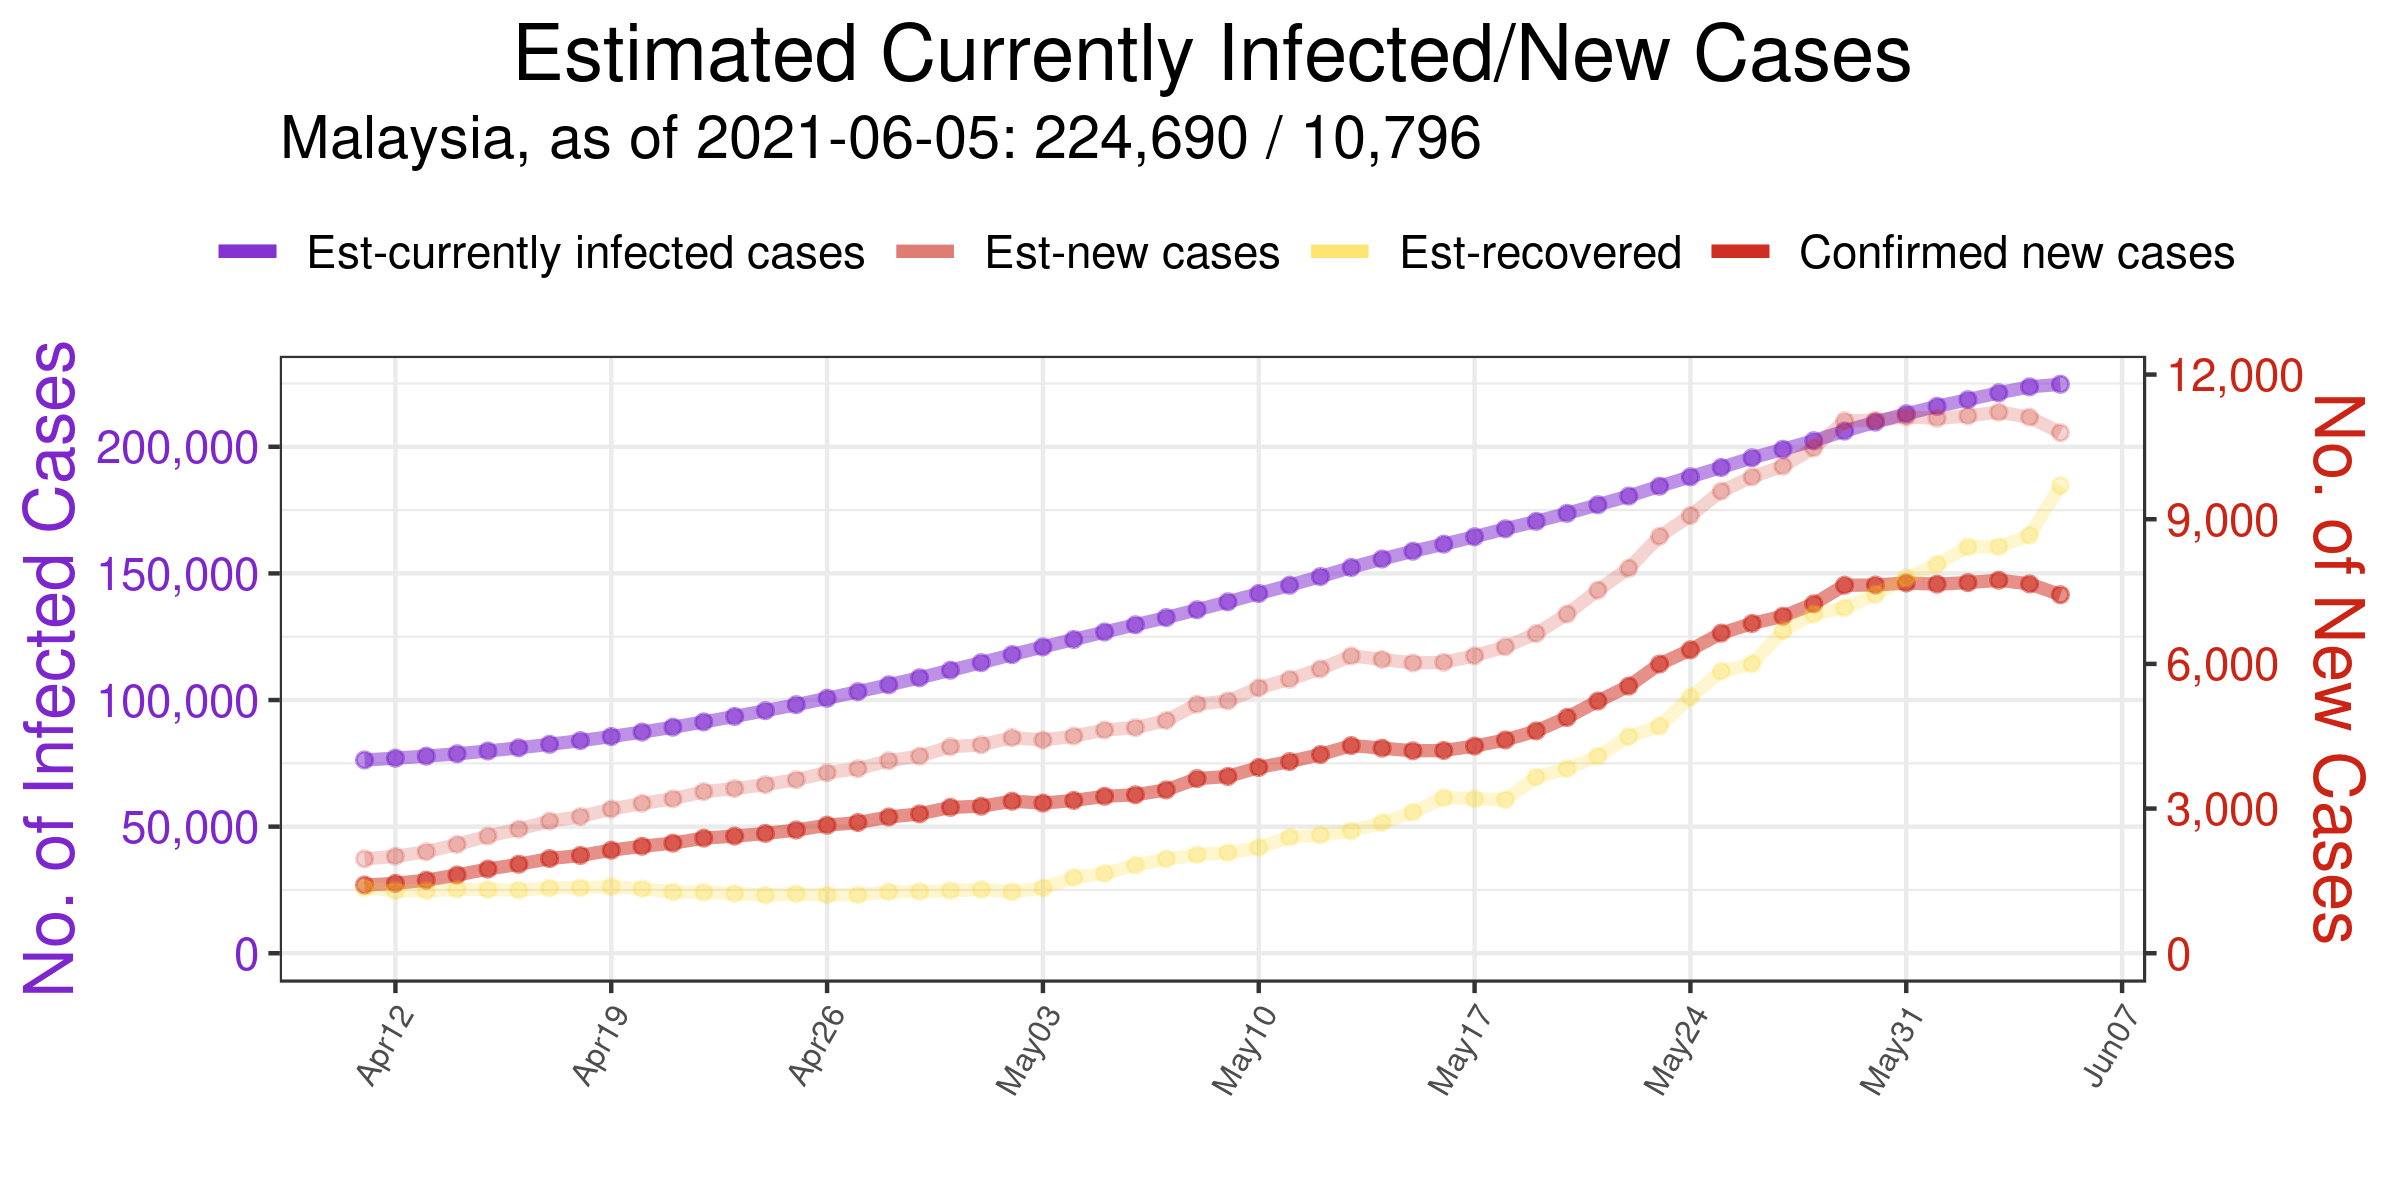 Estimated Currently Infected/New Cases
Malaysia, as of 2021-06-05: 224,690 / 10,796
Est-currently infected cases Est-new cases Est-recovered Confirmed new cases
No. of Infected Cases
200,000
150,000
100,000
50,000
0
12,000
9,000
6,000
3,000
0
No. of New Cases
Apr12 Apr19 Apr26 May03 May10 May17 May24 May31 Jun07